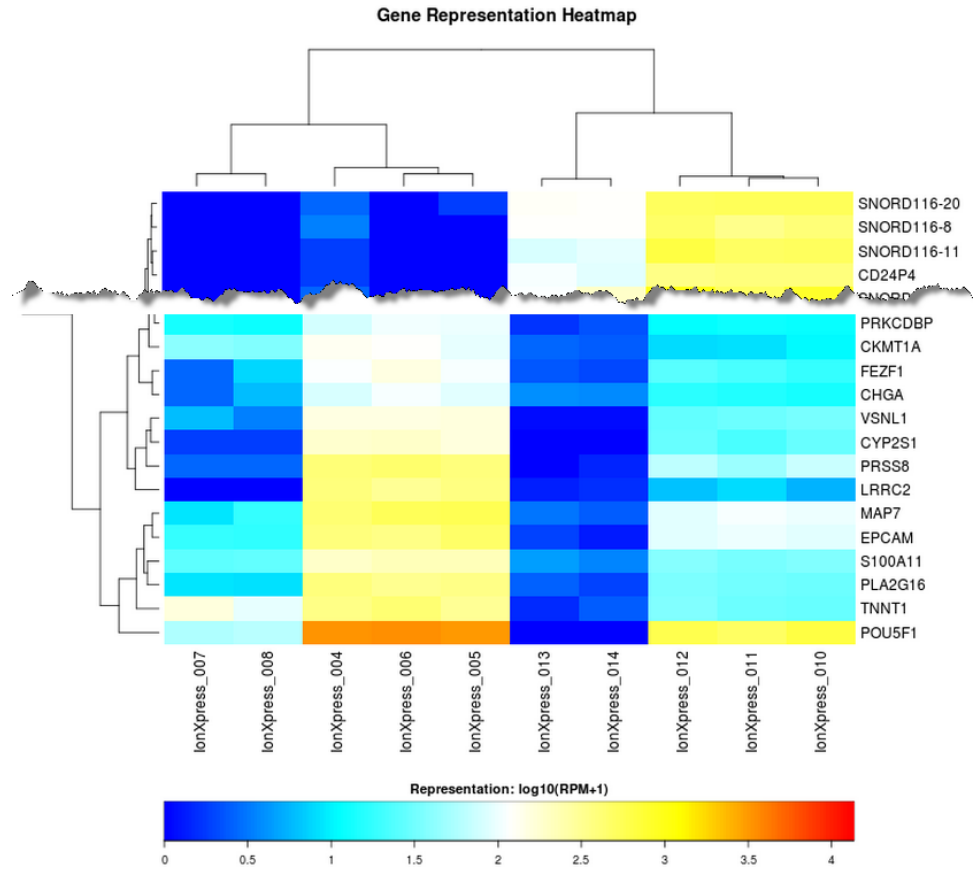 Gene Representation Heatmap
SNORD116-20
SNORD116-8
SNORD116-11
CD24P4
PRKCDBP
CKMT1A
FEZF1
CHGA
VSNL1
CYP2S1
PRSS8
LRRC2
MAP7
EPCAM
S100A11
PLA2G16
TNNT1
POU5F1
IonXpress_007
IonXpress_008
IonXpress_004
IonXpress_006
IonXpress_005
IonXpress_013
IonXpress_014
IonXpress_012
IonXpress_011
IonXpress_010
Representation: log10(RPM+1)
0 0.5 1 1.5 2 2.5 3 3.5 4